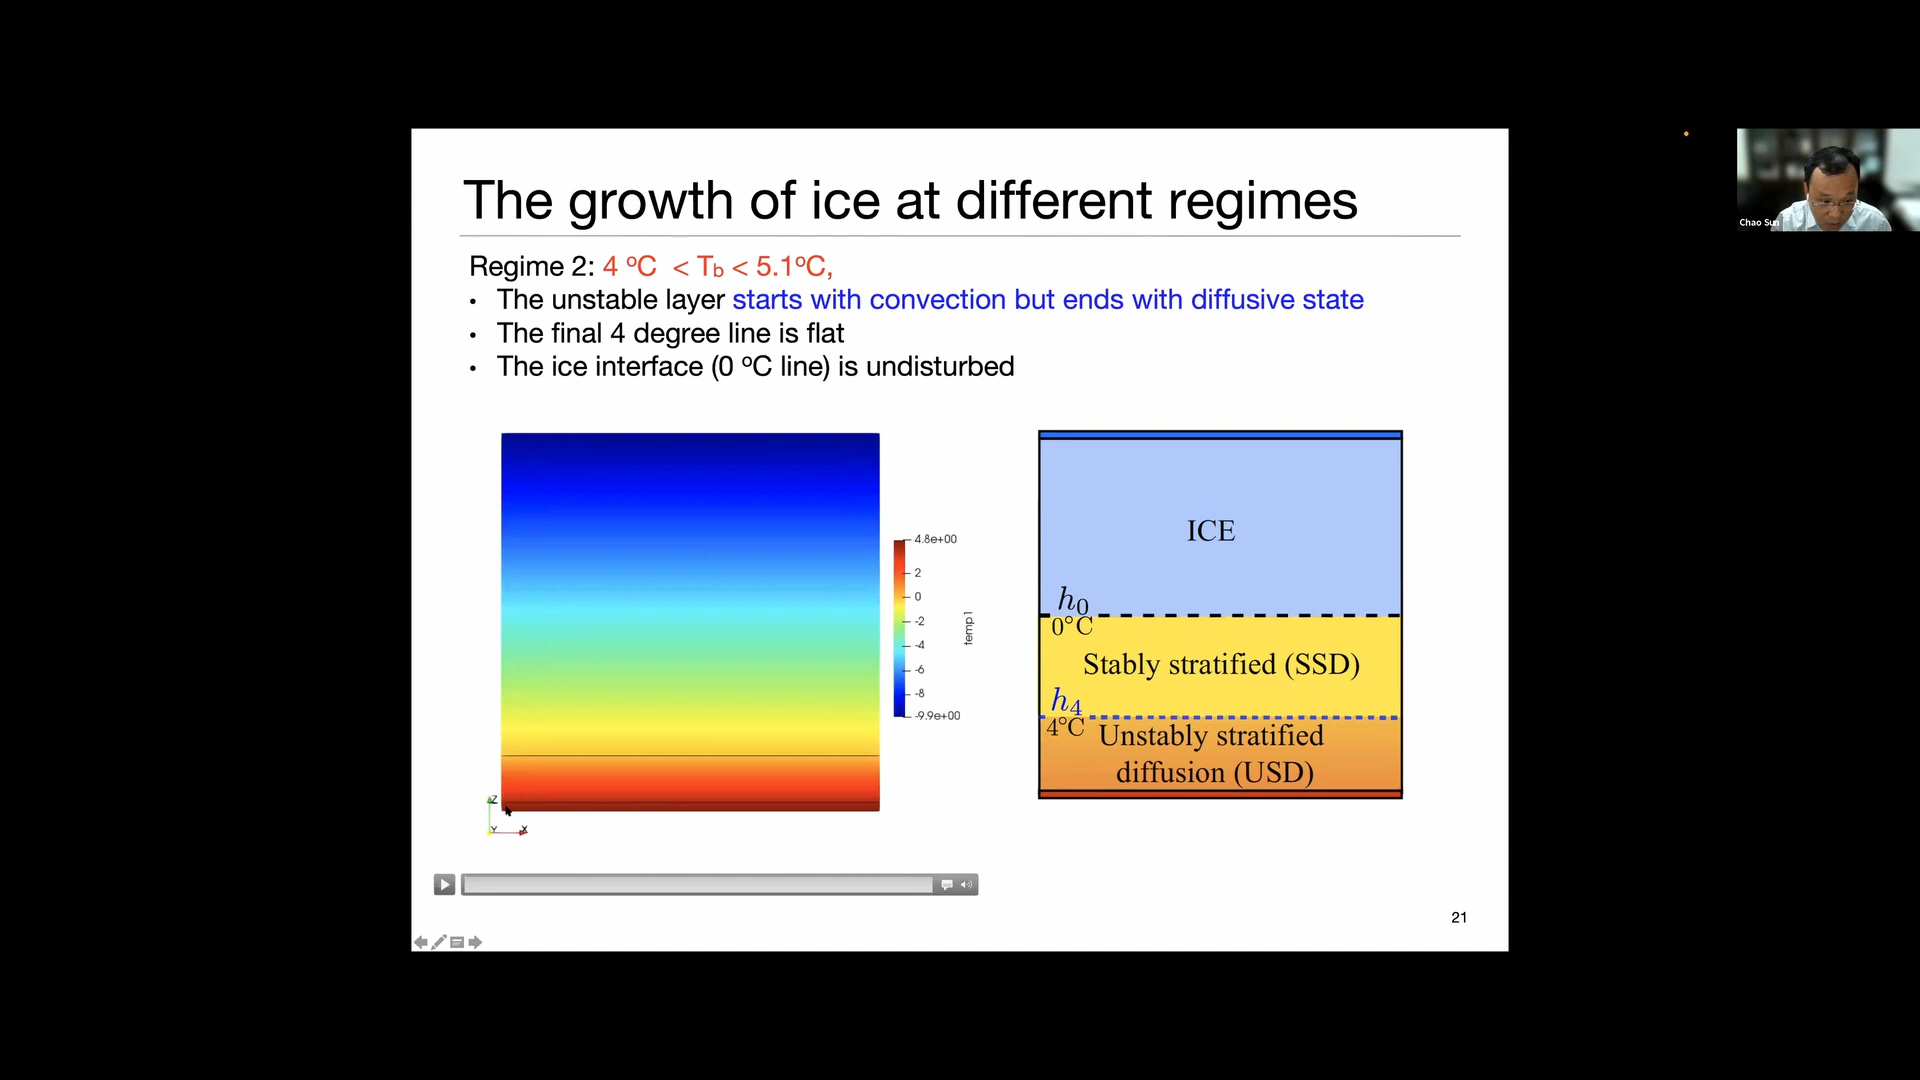 The growth of ice at different regimes
Chao Sun
Regime 2: 4 ºC < Tb < 5.1ºC,
• The unstable layer starts with convection but ends with diffusive state
• The final 4 degree line is flat
• The ice interface (0 ºC line) is undisturbed
4.8e+00
2
0
-2
-4
-6
-8
-9.9e+00
temp1
Z
Y X
ICE
h0
0°C
Stably stratified (SSD)
h4
4°C
Unstably stratified
diffusion (USD)
21